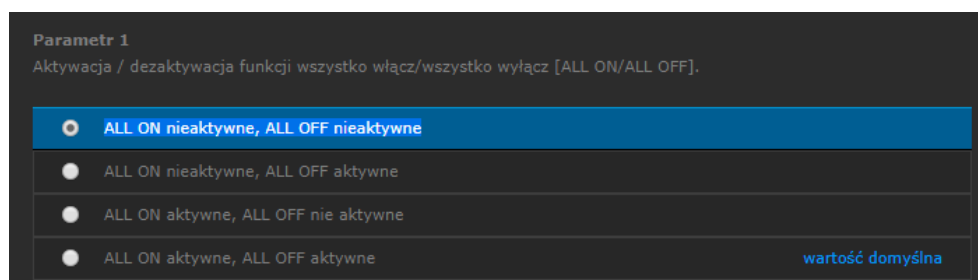 Parametr 1
Aktywacja / dezaktywacja funkcji wszystko włącz/wszystko wyłącz [ALL ON/ALL OFF].
ALL ON nieaktywne, ALL OFF nieaktywne
ALL ON nieaktywne, ALL OFF aktywne
ALL ON aktywne, ALL OFF nie aktywne
ALL ON aktywne, ALL OFF aktywne wartość domyślna